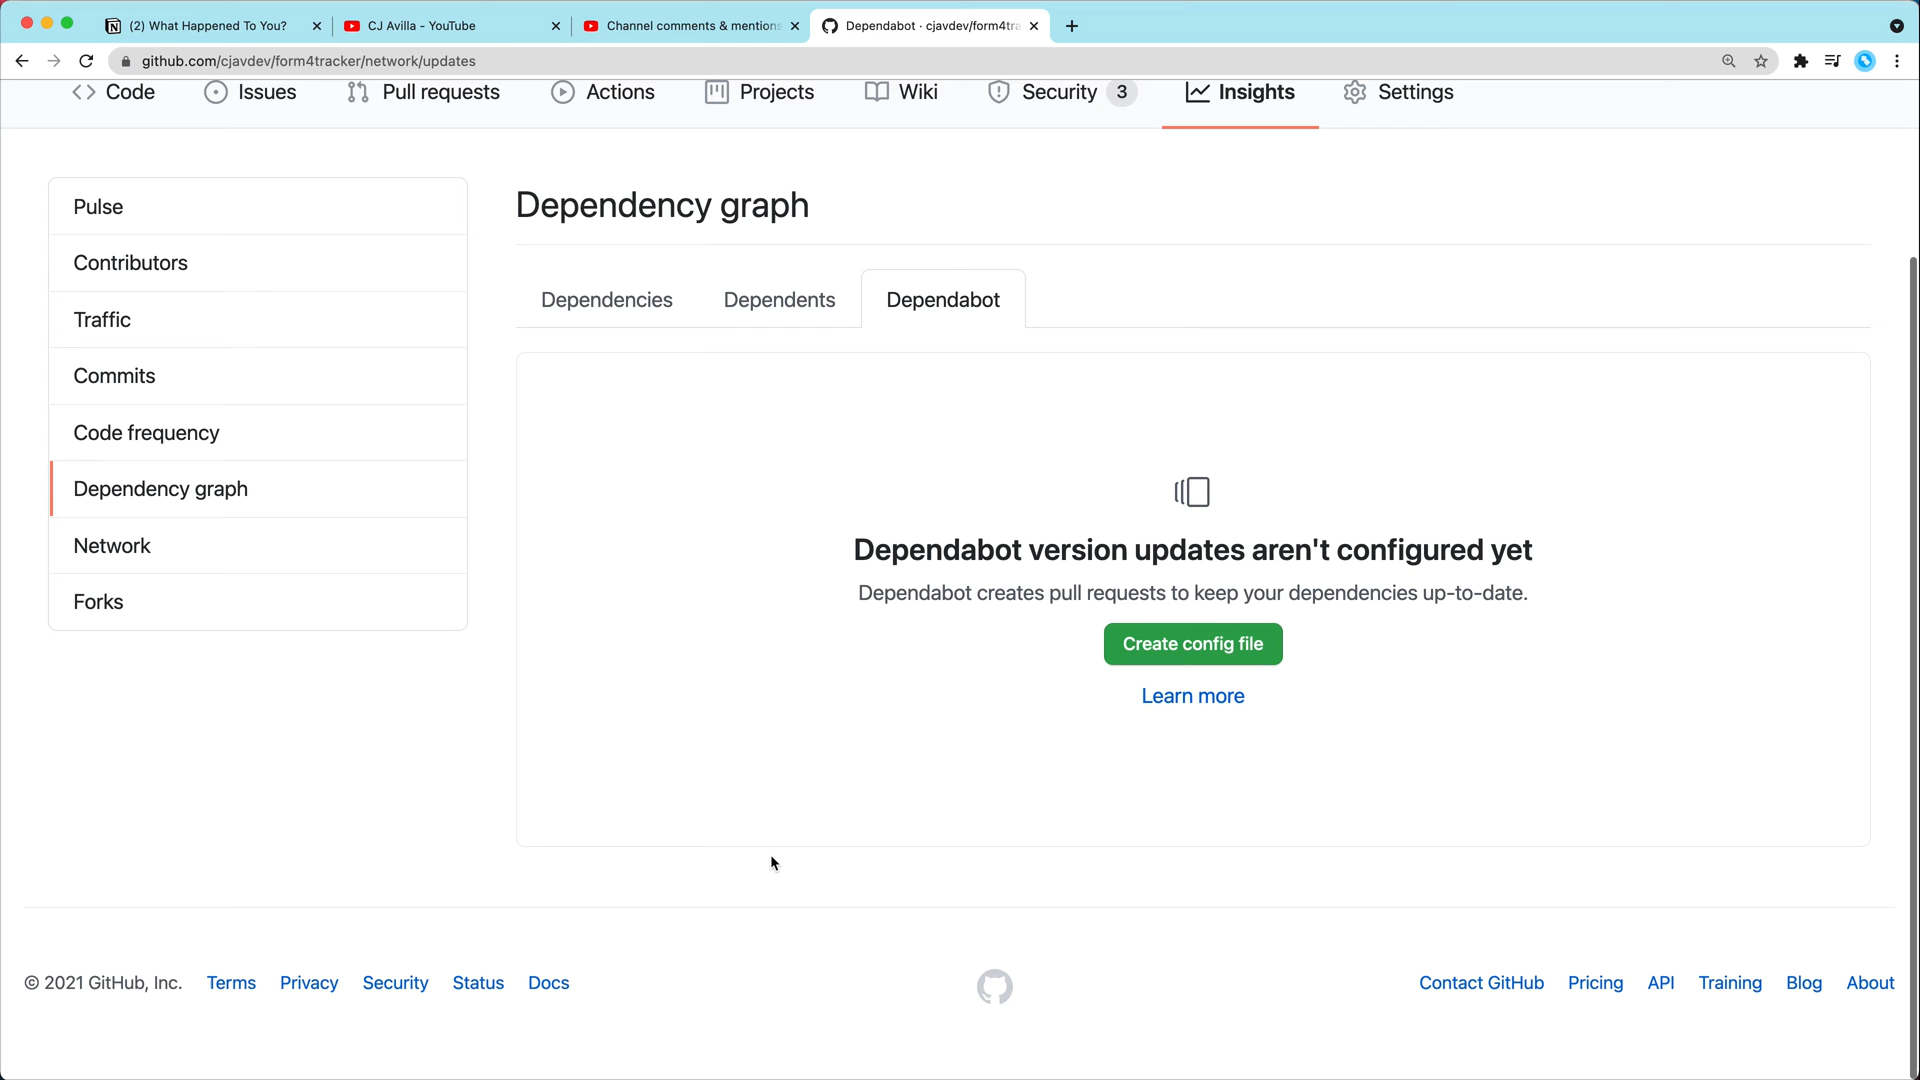 (2) What Happened To You?
CJ Avilla - YouTube
Channel comments & mentions
Dependabot · cjavdev/form4tra
github.com/cjavdev/form4tracker/network/updates
Code
Issues
Pull requests
Actions
Projects
Wiki
Security 3
Insights
Settings
Pulse
Contributors
Traffic
Commits
Code frequency
Dependency graph
Network
Forks
Dependency graph
Dependencies
Dependents
Dependabot
Dependabot version updates aren't configured yet
Dependabot creates pull requests to keep your dependencies up-to-date.
Create config file
Learn more
© 2021 GitHub, Inc.
Terms
Privacy
Security
Status
Docs
Contact GitHub
Pricing
API
Training
Blog
About